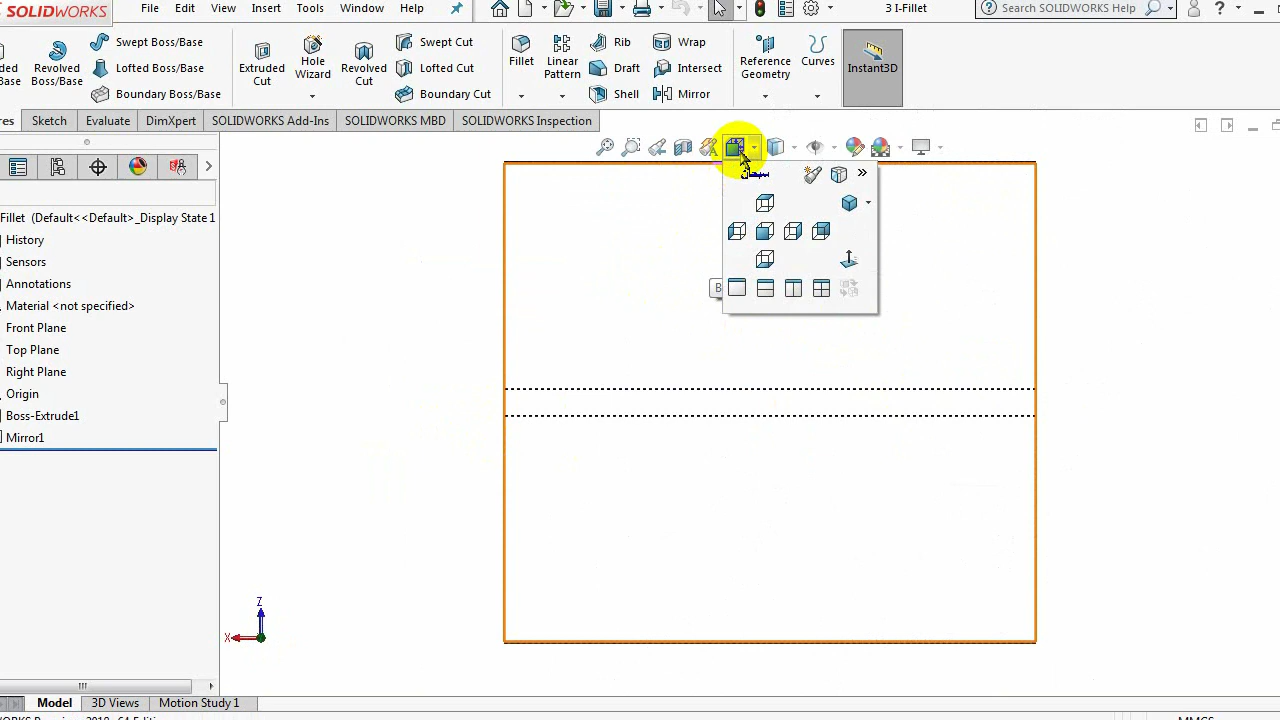 SOLIDWORKS File Edit View Insert Tools Window Help 3 I-Fillet Search SOLIDWORKS Help ?
Revolved Boss/Base
Swept Boss/Base
Lofted Boss/Base
Boundary Boss/Base
Extruded Cut
Hole Wizard
Revolved Cut
Swept Cut
Lofted Cut
Boundary Cut
Fillet
Linear Pattern
Rib
Draft
Shell
Wrap
Intersect
Mirror
Reference Geometry
Curves
Instant3D
res Sketch Evaluate DimXpert SOLIDWORKS Add-Ins SOLIDWORKS MBD SOLIDWORKS Inspection
Fillet (Default<<Default>_Display State 1
History
Sensors
Annotations
Material <not specified>
Front Plane
Top Plane
Right Plane
Origin
Boss-Extrude1
Mirror1
B
Z
X
Model 3D Views Motion Study 1